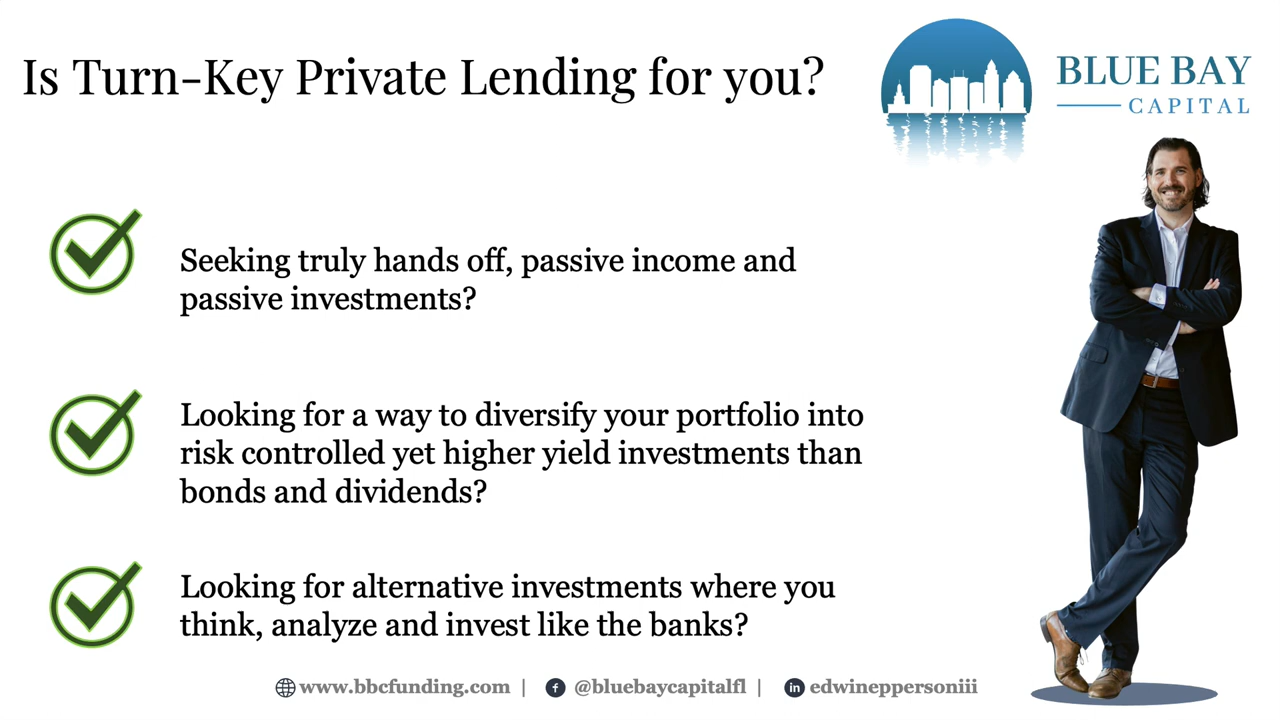 Is Turn-Key Private Lending for you?
BLUE BAY
CAPITAL
Seeking truly hands off, passive income and
passive investments?
Looking for a way to diversify your portfolio into
risk controlled yet higher yield investments than
bonds and dividends?
Looking for alternative investments where you
think, analyze and invest like the banks?
www.bbcfunding.com | f @bluebaycapitalfl | in edwineppersoniii